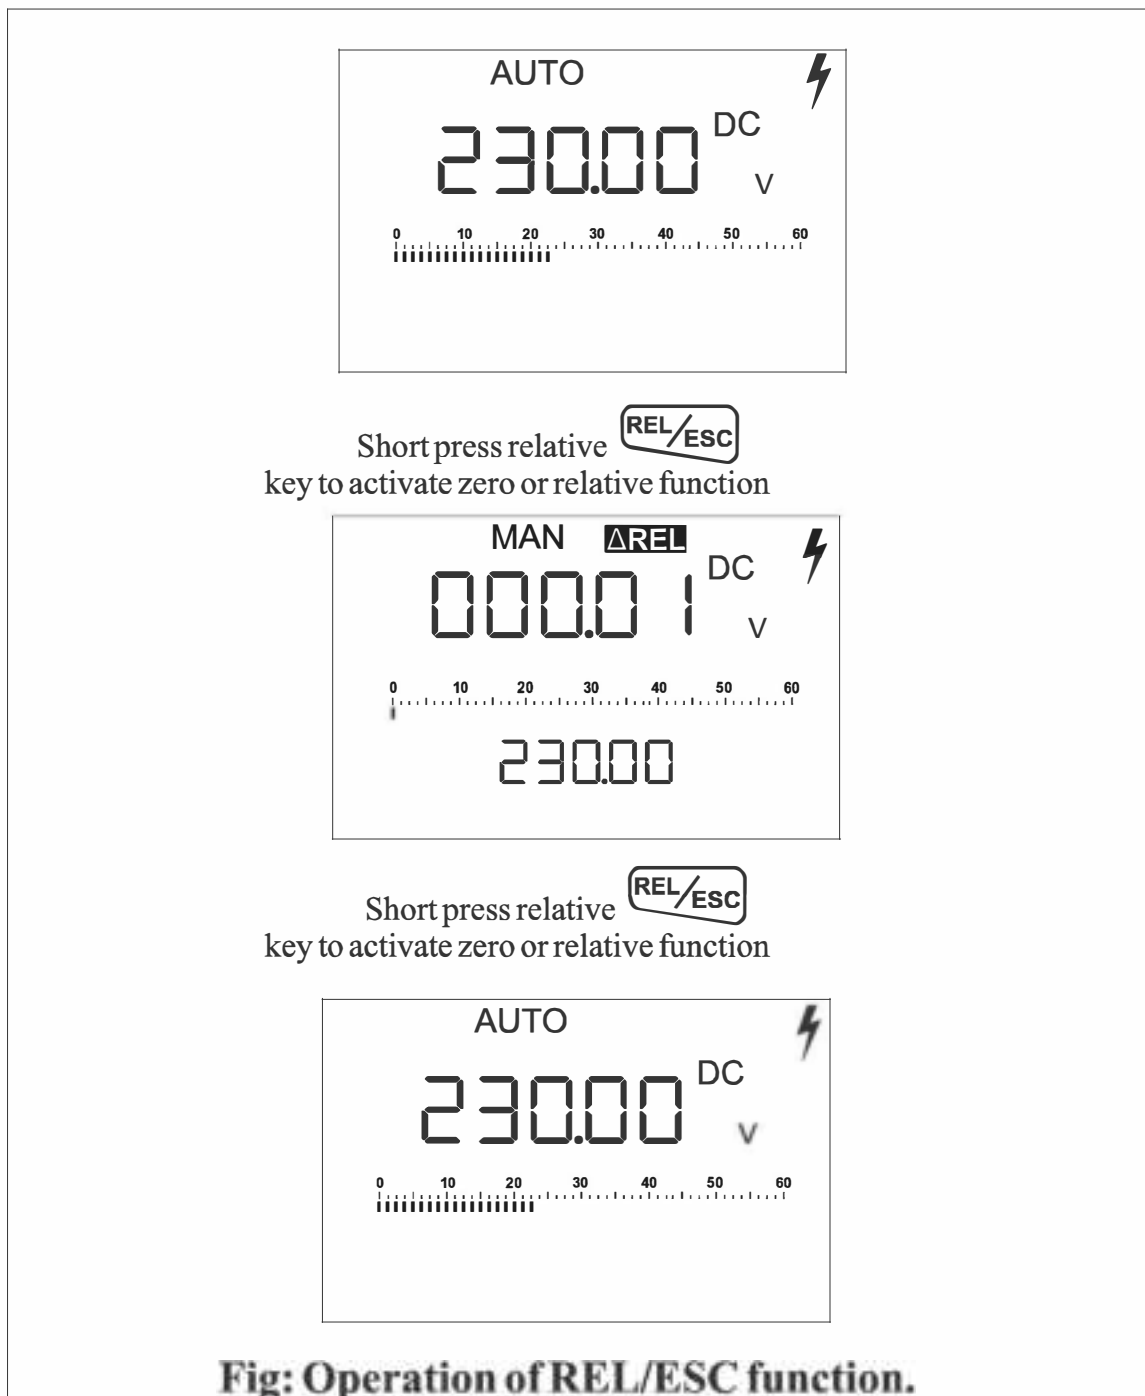 AUTO
230.00 DC V
0 10 20 30 40 50 60
Short press relative REL/ESC
key to activate zero or relative function
MAN ΔREL
000.01 DC V
0 10 20 30 40 50 60
230.00
Short press relative REL/ESC
key to activate zero or relative function
AUTO
230.00 DC V
0 10 20 30 40 50 60
Fig: Operation of REL/ESC function.